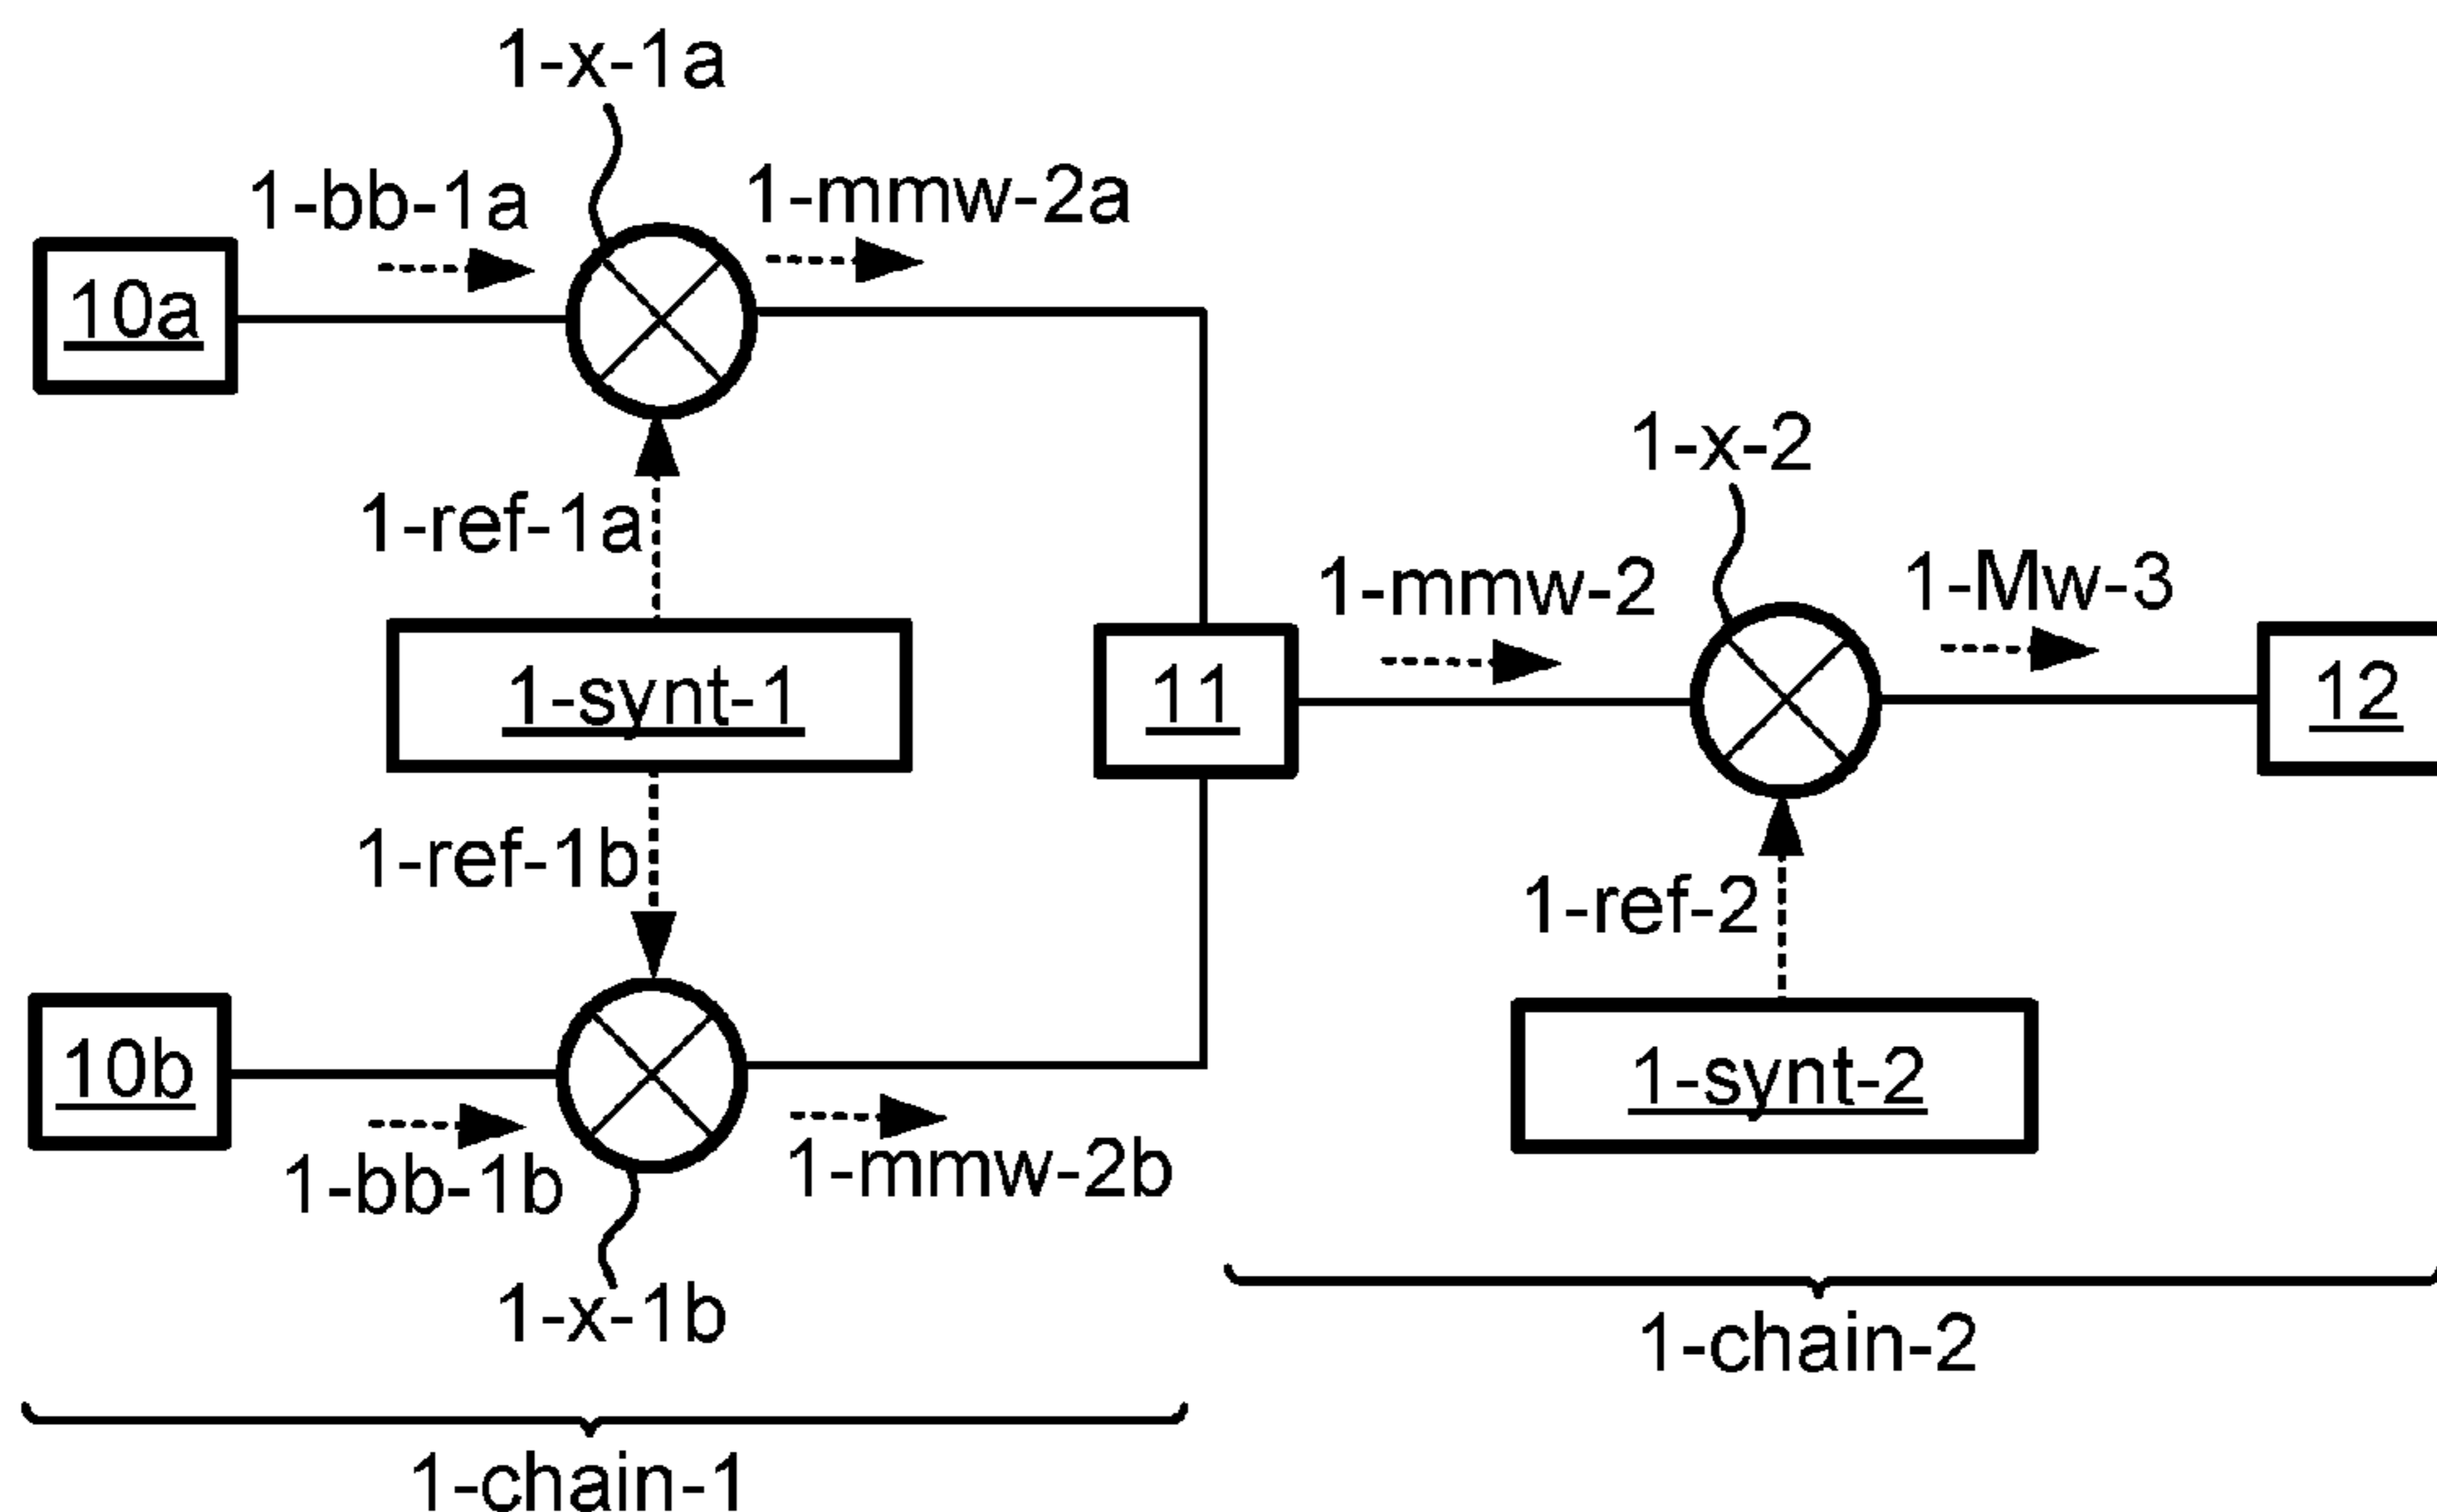 1-x-1a
1-bb-1a
1-mmw-2a
10a
1-ref-1a
1-x-2
1-synt-1
11
1-mmw-2
1-Mw-3
12
1-ref-1b
1-ref-2
10b
1-synt-2
1-bb-1b
1-mmw-2b
1-x-1b
1-chain-2
1-chain-1